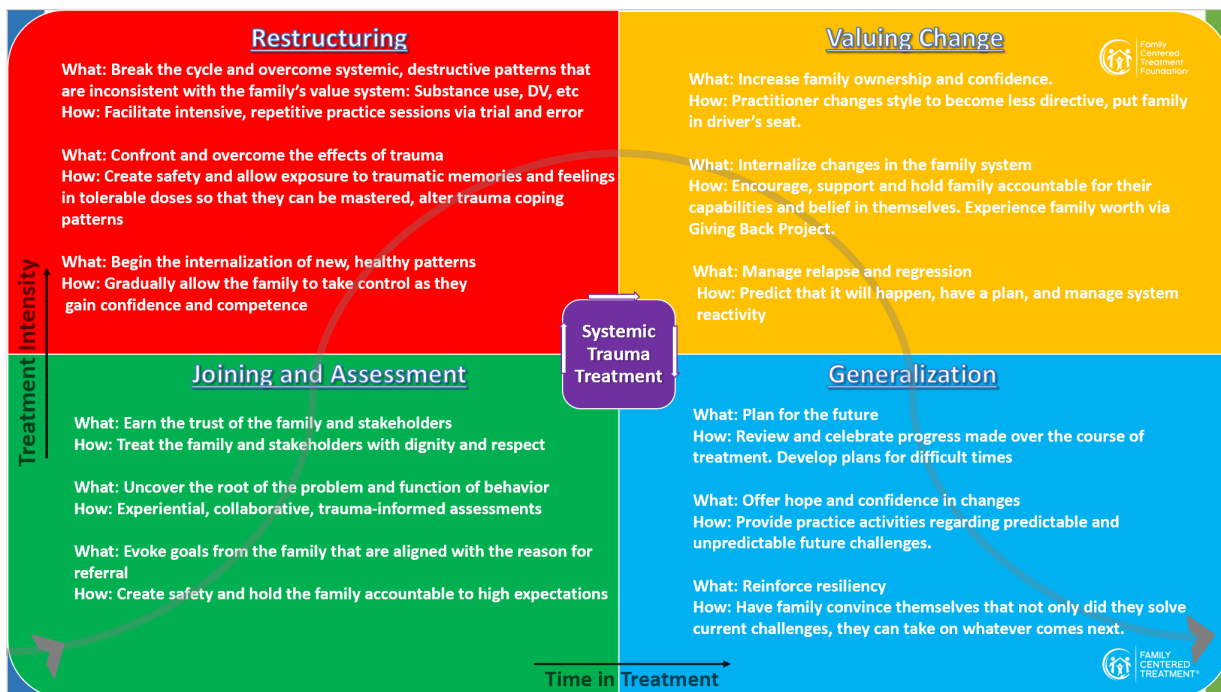 Restructuring
What: Break the cycle and overcome systemic, destructive patterns that
are inconsistent with the family's value system: Substance use, DV, etc
How: Facilitate intensive, repetitive practice sessions via trial and error
What: Confront and overcome the effects of trauma
How: Create safety and allow exposure to traumatic memories and feelings
in tolerable doses so that they can be mastered, alter trauma coping
patterns
What: Begin the internalization of new, healthy patterns
How: Gradually allow the family to take control as they
gain confidence and competence
Valuing Change
Family
Centered
Treatment
Foundation®
What: Increase family ownership and confidence.
How: Practitioner changes style to become less directive, put family
in driver's seat.
What: Internalize changes in the family system
How: Encourage, support and hold family accountable for their
capabilities and belief in themselves. Experience family worth via
Giving Back Project.
What: Manage relapse and regression
How: Predict that it will happen, have a plan, and manage system
reactivity
Systemic
Trauma
Treatment
Treatment Intensity
Joining and Assessment
What: Earn the trust of the family and stakeholders
How: Treat the family and stakeholders with dignity and respect
What: Uncover the root of the problem and function of behavior
How: Experiential, collaborative, trauma-informed assessments
What: Evoke goals from the family that are aligned with the reason for
referral
How: Create safety and hold the family accountable to high expectations
Generalization
What: Plan for the future
How: Review and celebrate progress made over the course of
treatment. Develop plans for difficult times
What: Offer hope and confidence in changes
How: Provide practice activities regarding predictable and
unpredictable future challenges.
What: Reinforce resiliency
How: Have family convince themselves that not only did they solve
current challenges, they can take on whatever comes next.
FAMILY
CENTERED
TREATMENT®
Time in Treatment